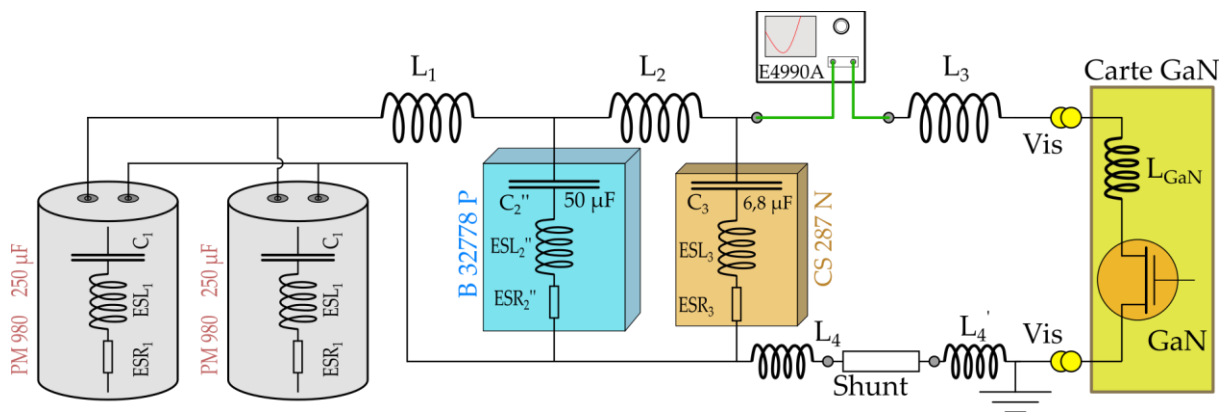 L1
L2
E4990A
L3
Carte GaN
Vis
LGaN
GaN
PM 980 250 µF
C1
ESL1
ESR1
PM 980 250 µF
C1
ESL1
ESR1
B 32778 P
C2'' 50 µF
ESL2''
ESR2''
C3 6,8 µF
ESL3
ESR3
CS 287 N
L4
Shunt
L4'
Vis